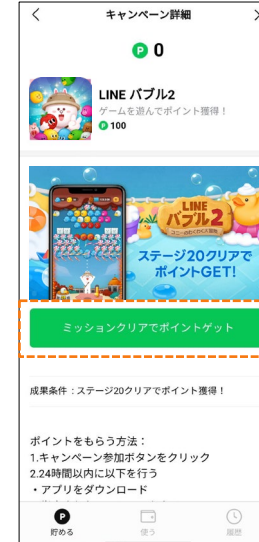 キャンペーン詳細
P 0
LINE バブル2
ゲームを遊んでポイント獲得！
P 100
LINE
バブル2
ステージ20クリアで
ポイントGET!
ミッションクリアでポイントゲット
成果条件：ステージ20クリアでポイント獲得！
ポイントをもらう方法：
1.キャンペーン参加ボタンをクリック
2.24時間以内に以下を行う
・アプリをダウンロード
P
貯める
使う
履歴